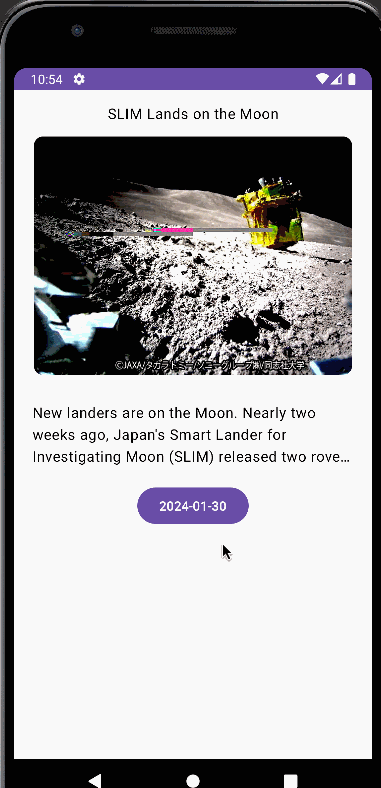 10:54
SLIM Lands on the Moon
©JAXA/タカラトミー/ソニーグループ㈱/同志社大学
New landers are on the Moon. Nearly two
weeks ago, Japan's Smart Lander for
Investigating Moon (SLIM) released two rove…
2024-01-30